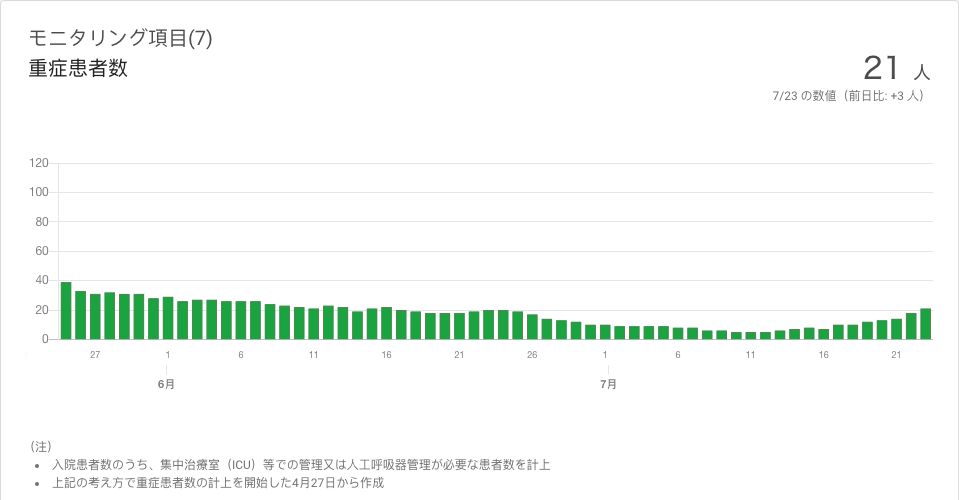 モニタリング項目(7)
重症患者数
21 人
7/23 の数値（前日比: +3 人）
120
100
80
60
40
20
0
27 1 6 11 16 21 26 1 6 11 16 21
6月 7月
（注）
• 入院患者数のうち、集中治療室（ICU）等での管理又は人工呼吸器管理が必要な患者数を計上
• 上記の考え方で重症患者数の計上を開始した4月27日から作成